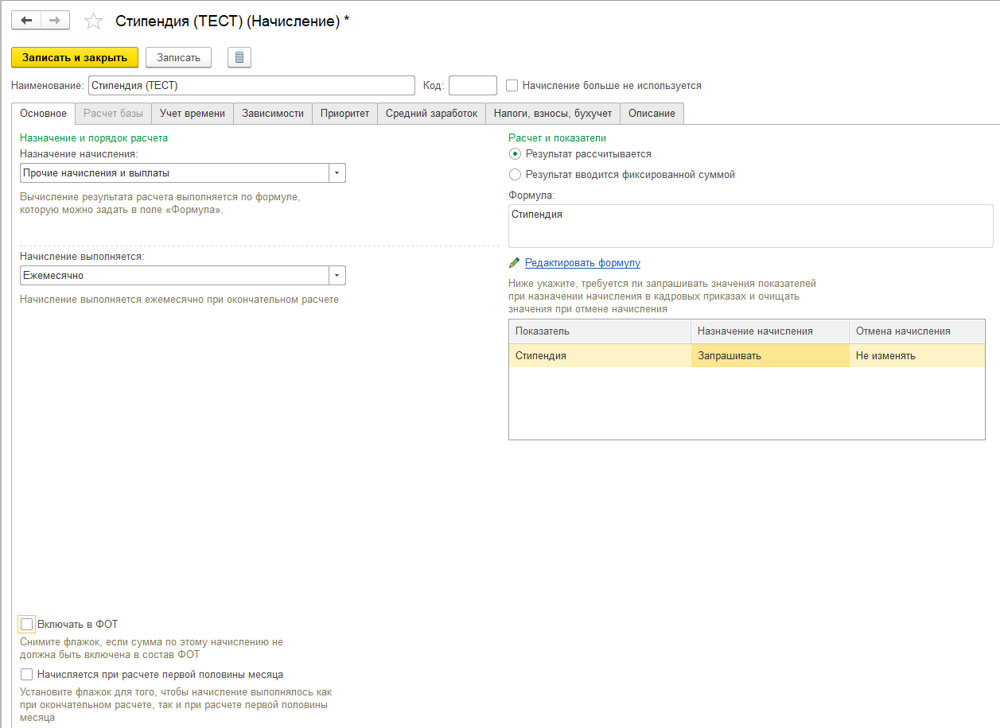 Стипендия (ТЕСТ) (Начисление) *
Записать и закрыть
Записать
Наименование: Стипендия (ТЕСТ) Код: Начисление больше не используется
Основное Расчет базы Учет времени Зависимости Приоритет Средний заработок Налоги, взносы, бухучет Описание
Назначение и порядок расчета
Назначение начисления:
Прочие начисления и выплаты
Вычисление результата расчета выполняется по формуле,
которую можно задать в поле «Формула».
Начисление выполняется:
Ежемесячно
Начисление выполняется ежемесячно при окончательном расчете
Расчет и показатели
Результат рассчитывается
Результат вводится фиксированной суммой
Формула:
Стипендия
Редактировать формулу
Ниже укажите, требуется ли запрашивать значения показателей
при назначении начисления в кадровых приказах и очищать
значения при отмене начисления
Показатель Назначение начисления Отмена начисления
Стипендия Запрашивать Не изменять
Включать в ФОТ
Снимите флажок, если сумма по этому начислению не
должна быть включена в состав ФОТ
Начисляется при расчете первой половины месяца
Установите флажок для того, чтобы начисление выполнялось как
при окончательном расчете, так и при расчете первой половины
месяца